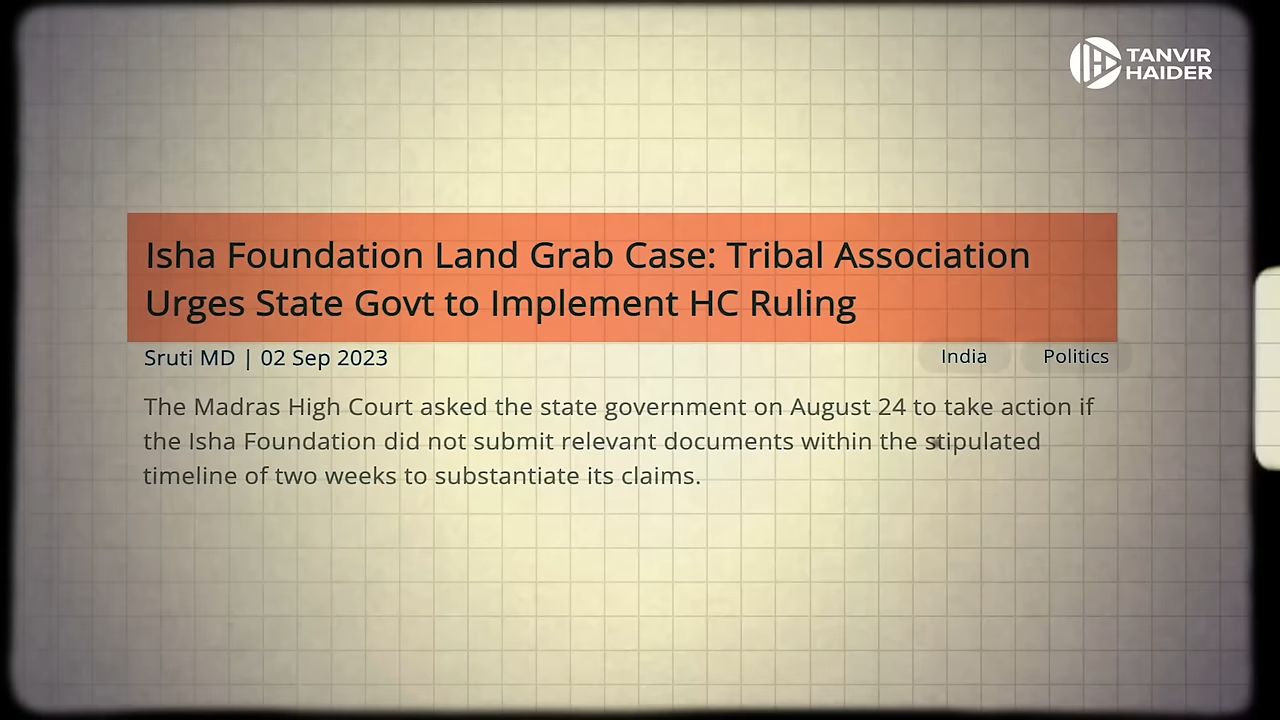 TANVIR
HAIDER
Isha Foundation Land Grab Case: Tribal Association
Urges State Govt to Implement HC Ruling
Sruti MD | 02 Sep 2023
India Politics
The Madras High Court asked the state government on August 24 to take action if
the Isha Foundation did not submit relevant documents within the stipulated
timeline of two weeks to substantiate its claims.